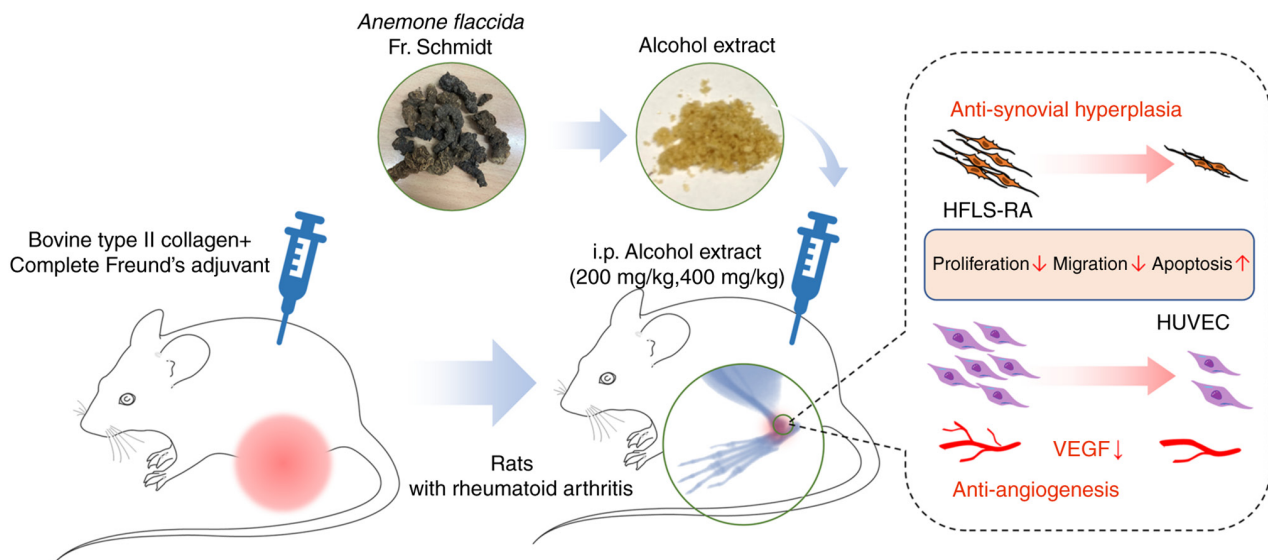 Anemone flaccida
Fr. Schmidt
Alcohol extract
Bovine type II collagen+
Complete Freund's adjuvant
i.p. Alcohol extract
(200 mg/kg,400 mg/kg)
Rats
with rheumatoid arthritis
Anti-synovial hyperplasia
HFLS-RA
Proliferation↓ Migration↓ Apoptosis↑
HUVEC
VEGF↓
Anti-angiogenesis